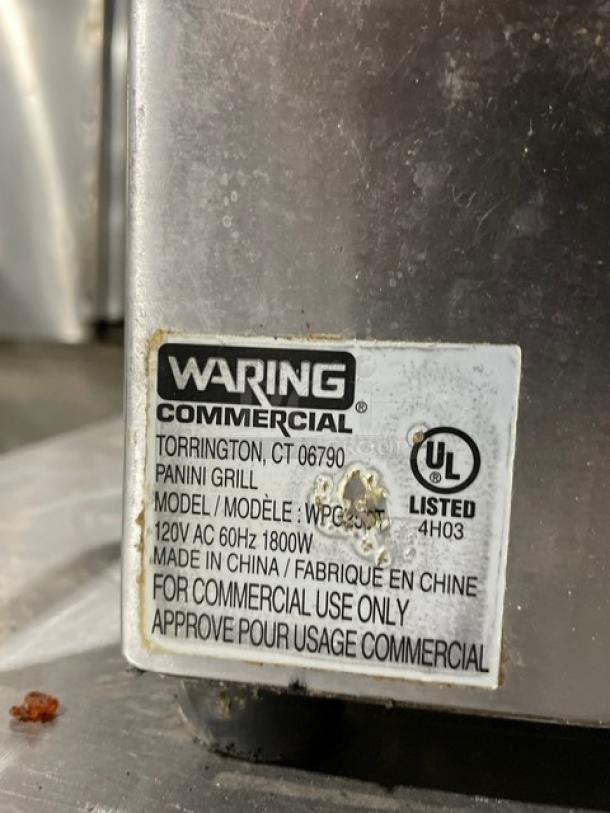 WARING
COMMERCIAL®
TORRINGTON, CT 06790
PANINI GRILL
MODEL / MODÈLE :
120V AC 60Hz 1800W
MADE IN CHINA / FABRIQUE EN CHINE
FOR COMMERCIAL USE ONLY
APPROVE POUR USAGE COMMERCIAL
UL®
LISTED
4H03